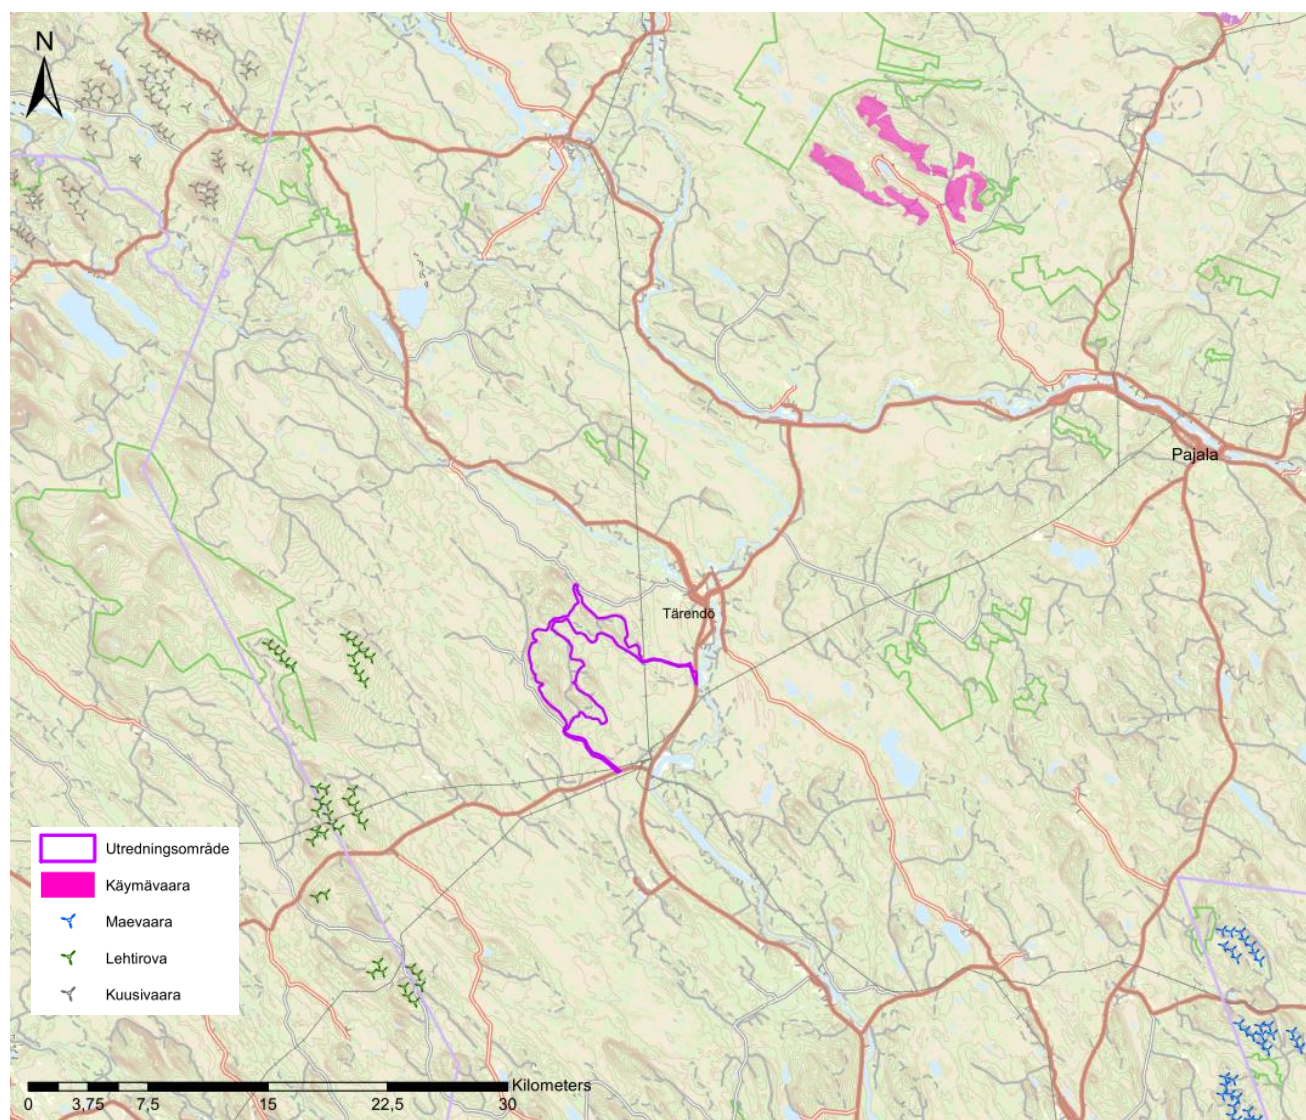 N
Pajala
Tärendö
Utredningsområde
Käymävaara
Maevaara
Lehtirova
Kuusivaara
Kilometers
0 3,75 7,5 15 22,5 30